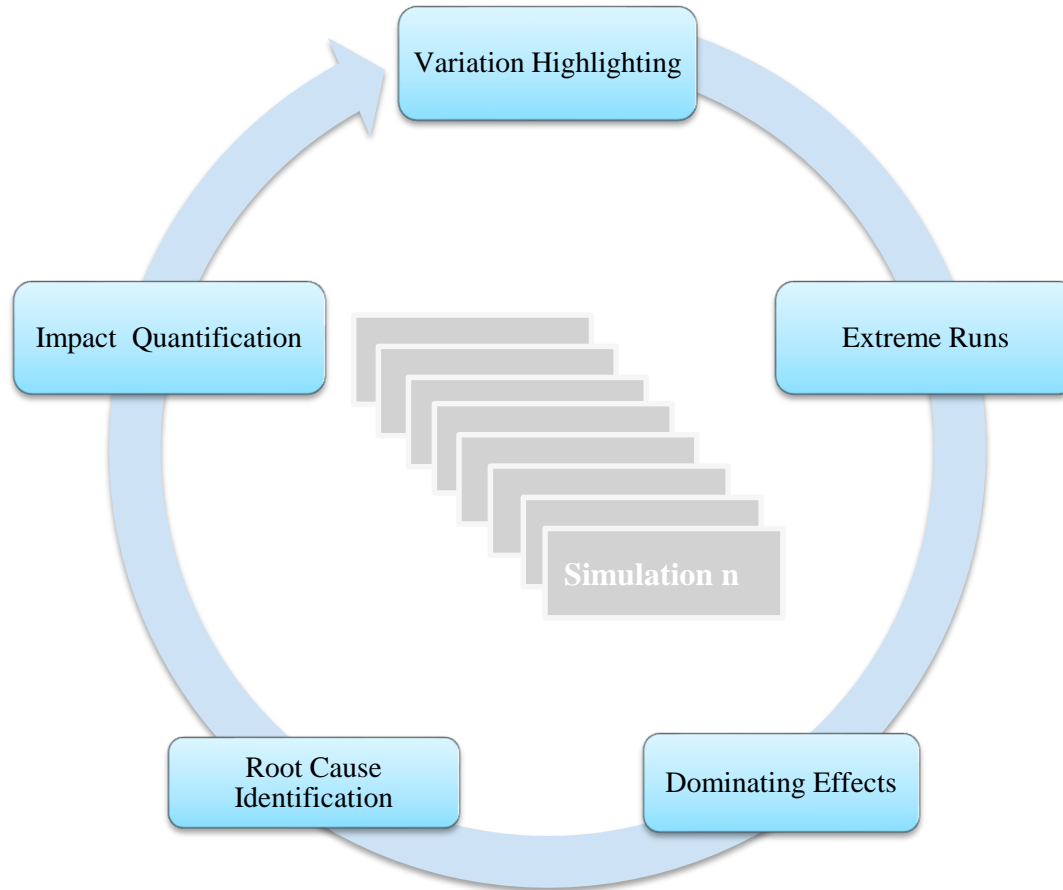 Variation Highlighting
Impact  Quantification
Extreme Runs
Simulation n
Root Cause
Identification
Dominating Effects